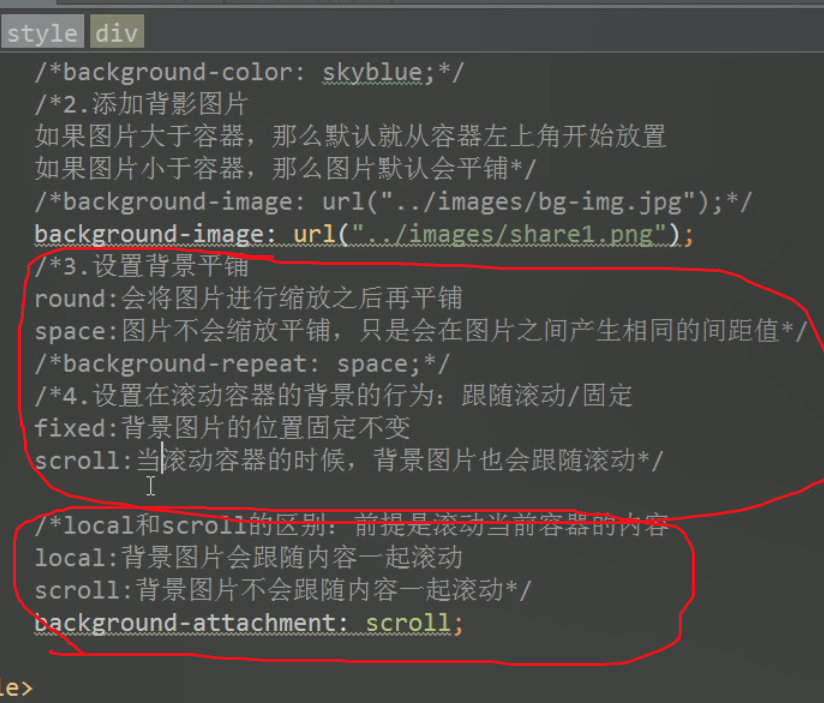 style div
/*background-color: skyblue;*/
/*2.添加背影图片
如果图片大于容器，那么默认就从容器左上角开始放置
如果图片小于容器，那么图片默认会平铺*/
/*background-image: url("../images/bg-img.jpg");*/
background-image: url("../images/share1.png");
/*3.设置背景平铺
round:会将图片进行缩放之后再平铺
space:图片不会缩放平铺，只是会在图片之间产生相同的间距值*/
/*background-repeat: space;*/
/*4.设置在滚动容器的背景的行为：跟随滚动/固定
fixed:背景图片的位置固定不变
scroll:当滚动容器的时候，背景图片也会跟随滚动*/
/*local和scroll的区别：前提是滚动当前容器的内容
local:背景图片会跟随内容一起滚动
scroll:背景图片不会跟随内容一起滚动*/
background-attachment: scroll;
le>